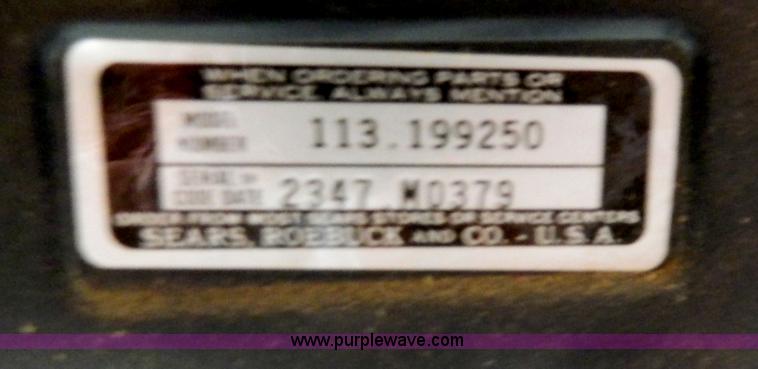 WHEN ORDERING PARTS OR
SERVICE, ALWAYS MENTION
MODEL
NUMBER 113.199250
SERIAL OR
CODE DATE 2347.M0379
ORDER FROM MOST SEARS STORES OR SERVICE CENTERS
SEARS, ROEBUCK AND CO. - U.S.A.
www.purplewave.com